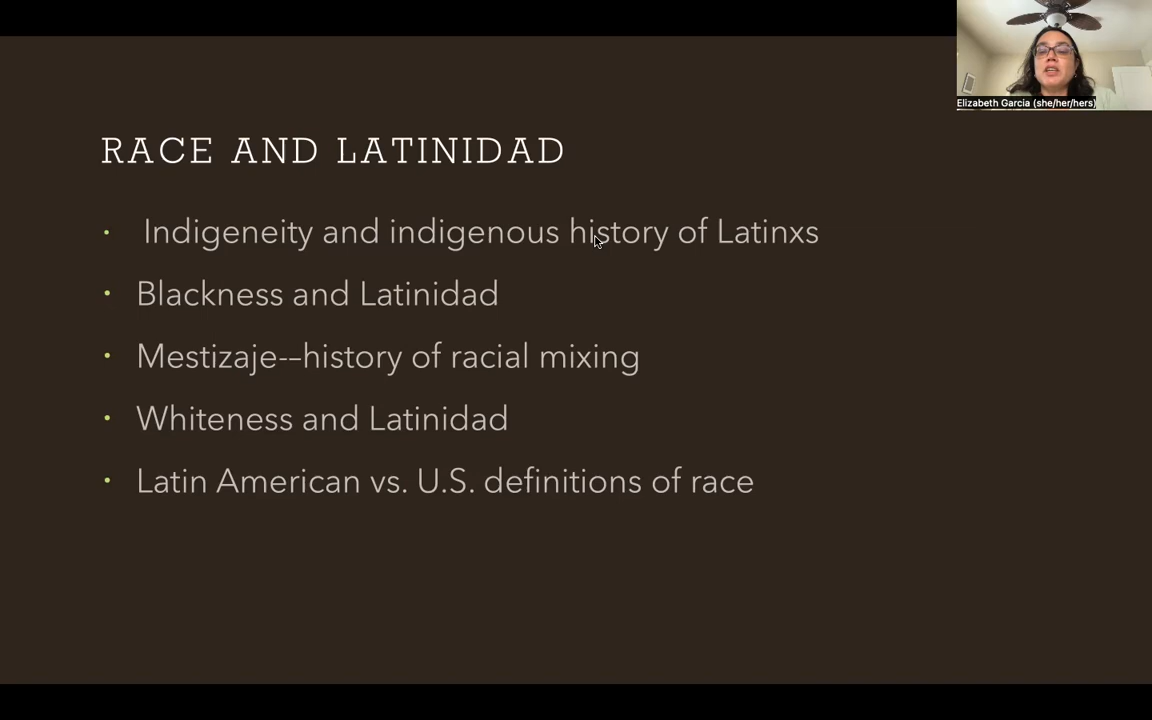 Elizabeth Garcia (she/her/hers)
RACE AND LATINIDAD
• Indigeneity and indigenous history of Latinxs
• Blackness and Latinidad
• Mestizaje-–history of racial mixing
• Whiteness and Latinidad
• Latin American vs. U.S. definitions of race